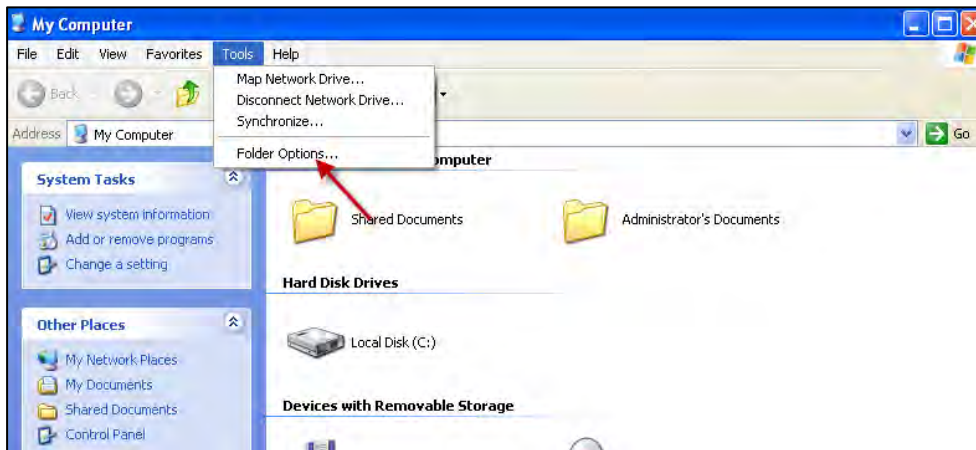 My Computer
File Edit View Favorites Tools Help
Map Network Drive...
Back
Disconnect Network Drive...
Synchronize...
Address My Computer
Go
Folder Options...
omputer
System Tasks
View system information
Shared Documents
Administrator's Documents
Add or remove programs
Change a setting
Hard Disk Drives
Other Places
Local Disk (C:)
My Network Places
My Documents
Shared Documents
Devices with Removable Storage
Control Panel